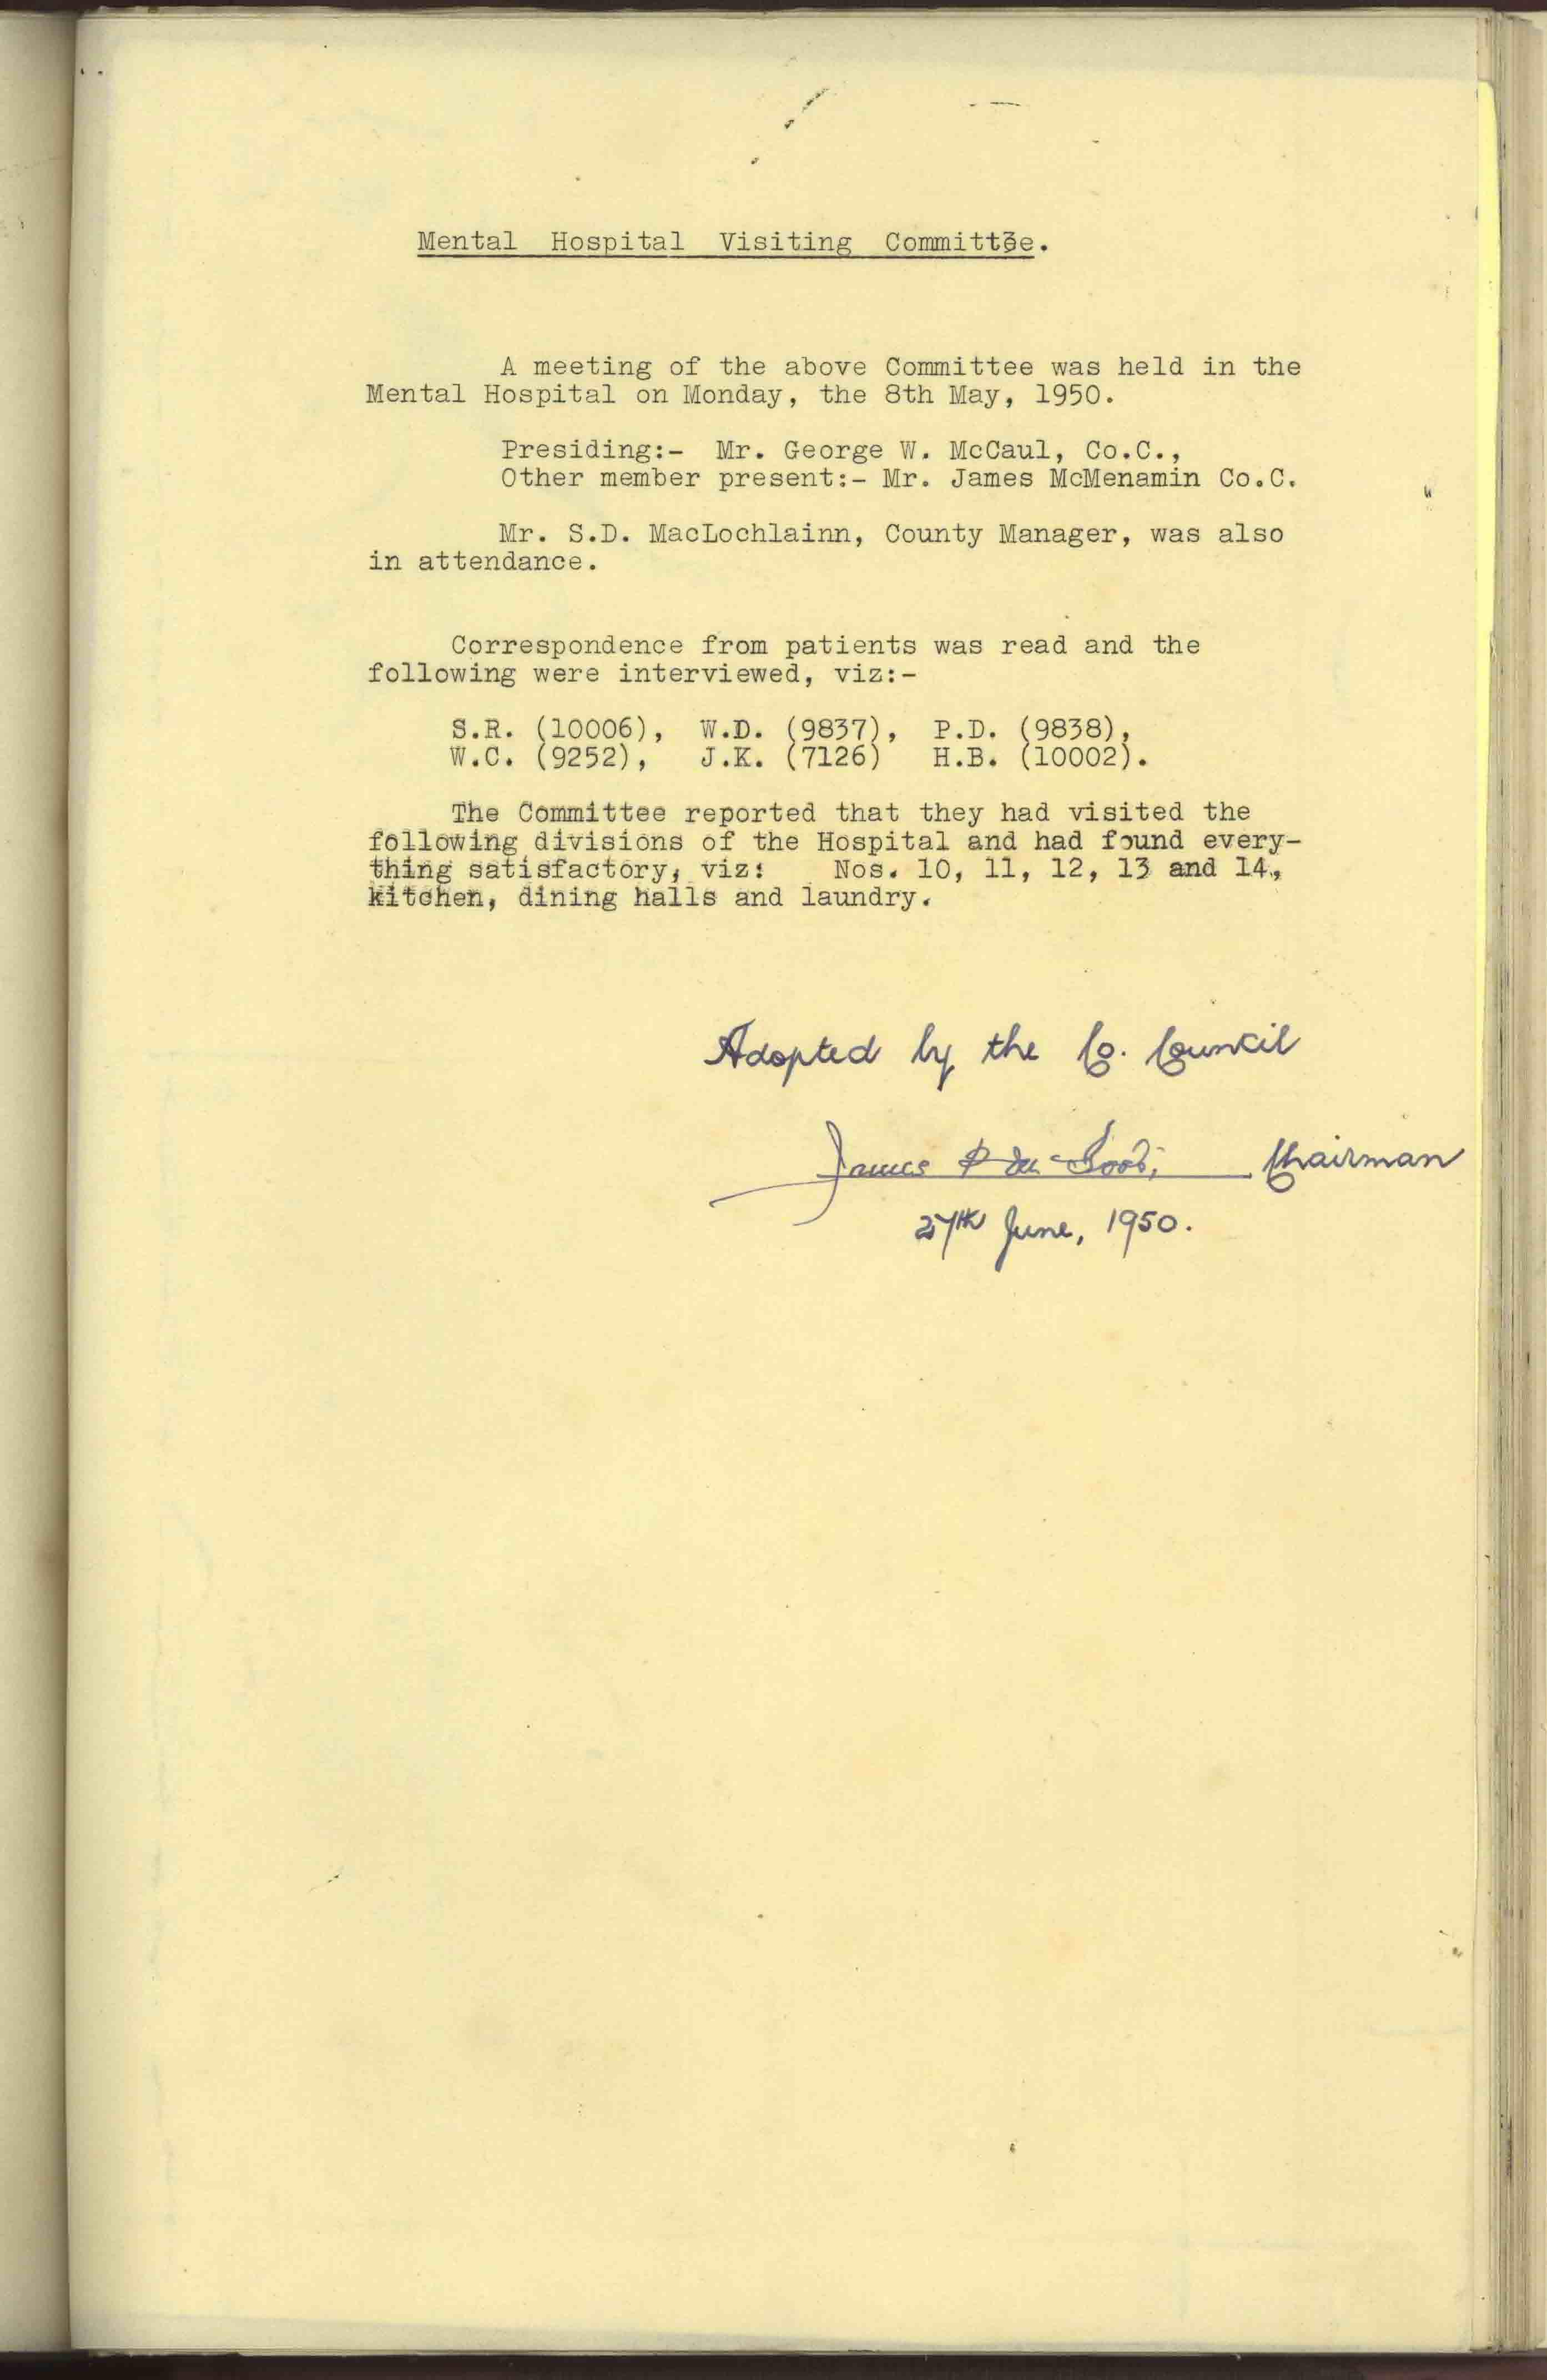 Mental Hospital Visiting Committee.
A meeting of the above Committee was held in the
Mental Hospital on Monday, the 8th May, 1950.
Presiding:- Mr. George W. McCaul, Co.C.,
Other member present:- Mr. James McMenamin Co.C.
Mr. S.D. MacLochlainn, County Manager, was also
in attendance.
Correspondence from patients was read and the
following were interviewed, viz:-
S.R. (10006), W.D. (9837), P.D. (9838),
W.C. (9252), J.K. (7126) H.B. (10002).
The Committee reported that they had visited the
following divisions of the Hospital and had found every-
thing satisfactory, viz: Nos. 10, 11, 12, 13 and 14,
kitchen, dining halls and laundry.
Adopted by the Co. Council
James Chairman
27th June, 1950.